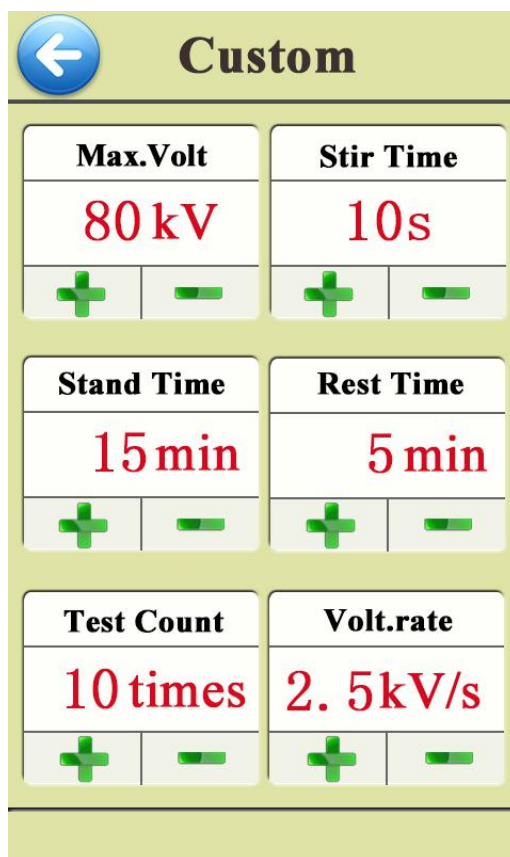 Custom
Max.Volt
80 kV
Stir Time
10s
Stand Time
15 min
Rest Time
5 min
Test Count
10 times
Volt.rate
2. 5kV/s